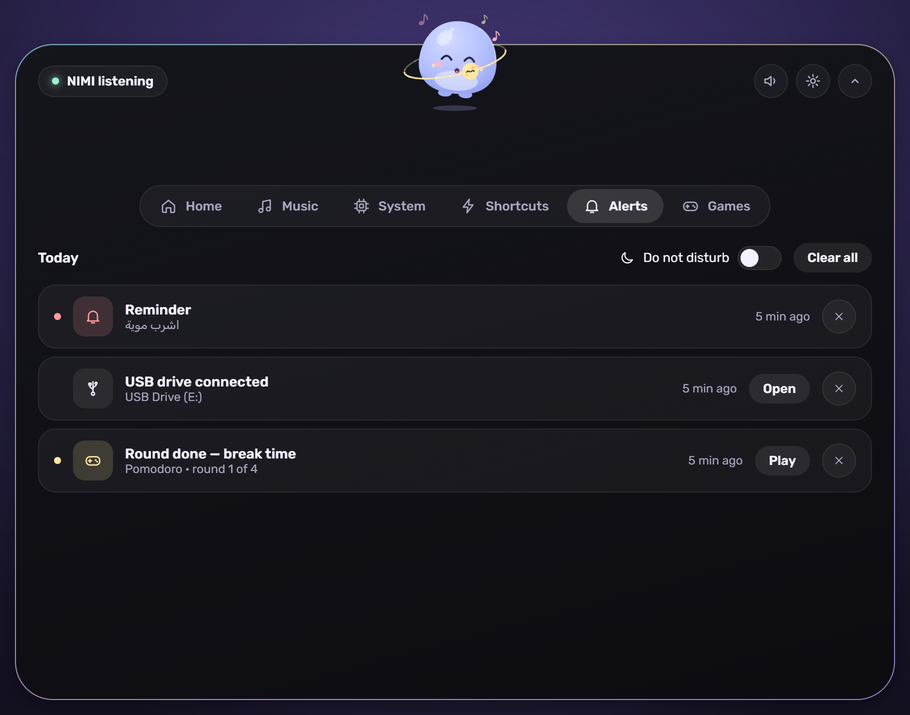 NIMI listening
Home
Music
System
Shortcuts
Alerts
Games
Today
Do not disturb
Clear all
Reminder
اشرب موية
5 min ago
USB drive connected
USB Drive (E:)
5 min ago
Open
Round done — break time
Pomodoro • round 1 of 4
5 min ago
Play